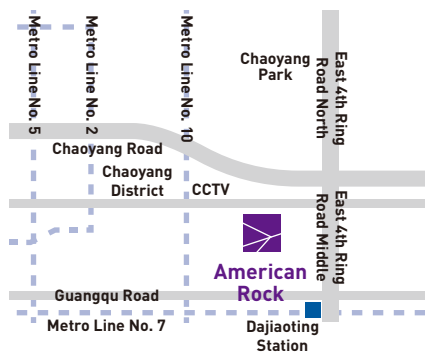 Metro Line No. 5
Metro Line No. 2
Metro Line No. 10
Chaoyang
Park
East 4th Ring
Road North
Chaoyang Road
Chaoyang
District
CCTV
East 4th Ring
Road Middle
American
Rock
Guangqu Road
Metro Line No. 7
Dajiaoting
Station